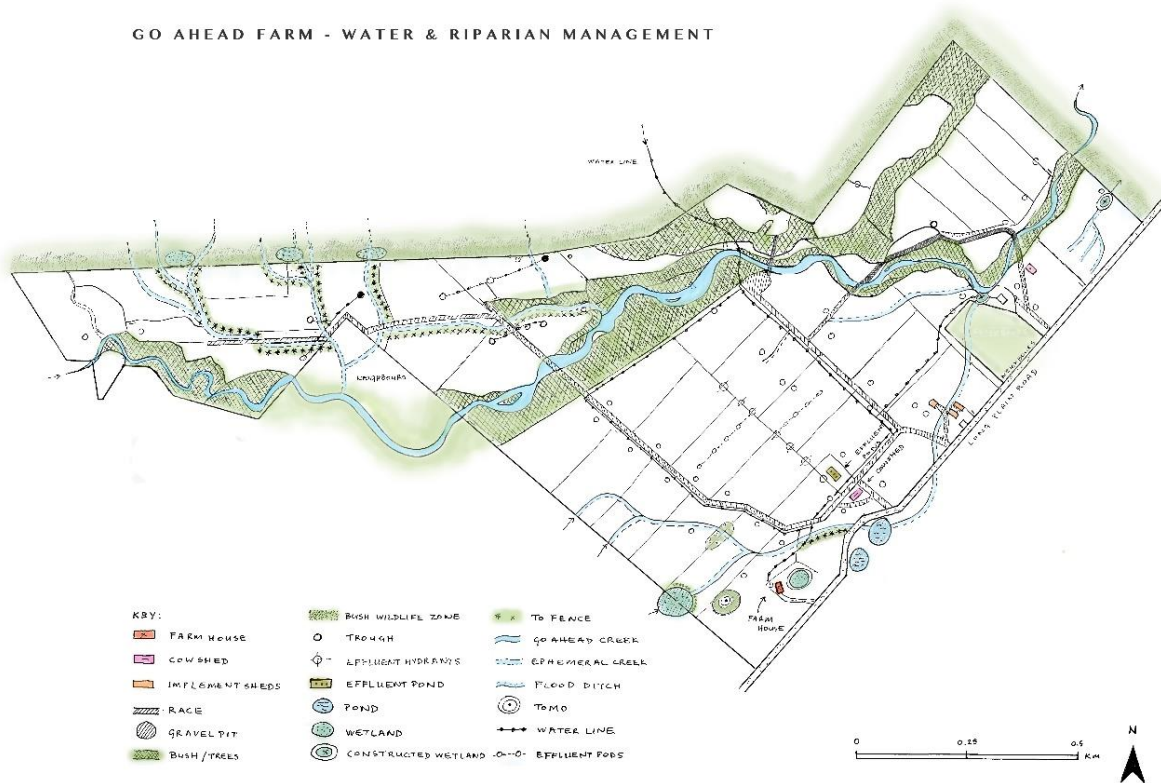 GO AHEAD FARM - WATER & RIPARIAN MANAGEMENT
WATER LINE
NEIGHBOURS
NEIGHBOURS
LONG PLAIN ROAD
EFFLUENT
PONDS
COWSHED
FARM
HOUSE
KEY:
FARM HOUSE
COWSHED
IMPLEMENT SHEDS
RACE
GRAVEL PIT
BUSH / TREES
BUSH WILDLIFE ZONE
TROUGH
EFFLUENT HYDRANTS
EFFLUENT POND
POND
WETLAND
CONSTRUCTED WETLAND
TO FENCE
GO AHEAD CREEK
EPHEMERAL CREEK
FLOOD DITCH
TOMO
WATER LINE
EFFLUENT PODS
0
0.25
0.5
KM
N